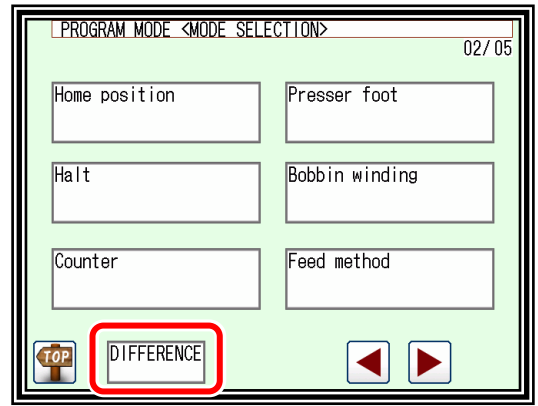 PROGRAM MODE <MODE SELECTION>
02/05
Home position
Presser foot
Halt
Bobbin winding
Counter
Feed method
TOP
DIFFERENCE